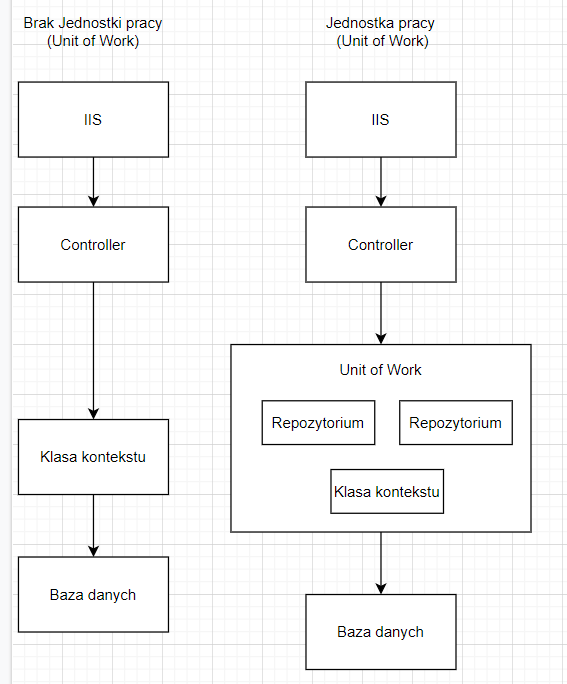 Brak Jednostki pracy
(Unit of Work)
IIS
Controller
Klasa kontekstu
Baza danych
Jednostka pracy
(Unit of Work)
IIS
Controller
Unit of Work
Repozytorium
Repozytorium
Klasa kontekstu
Baza danych